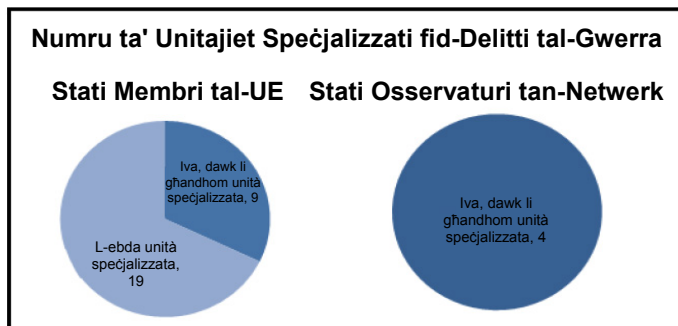 Numru ta' Unitajiet Speċjalizzati fid-Delitti tal-Gwerra
Stati Membri tal-UE
Iva, dawk li
għandhom unità
speċjalizzata, 9
L-ebda unità
speċjalizzata,
19
Stati Osservaturi tan-Netwerk
Iva, dawk li
għandhom unità
speċjalizzata, 4